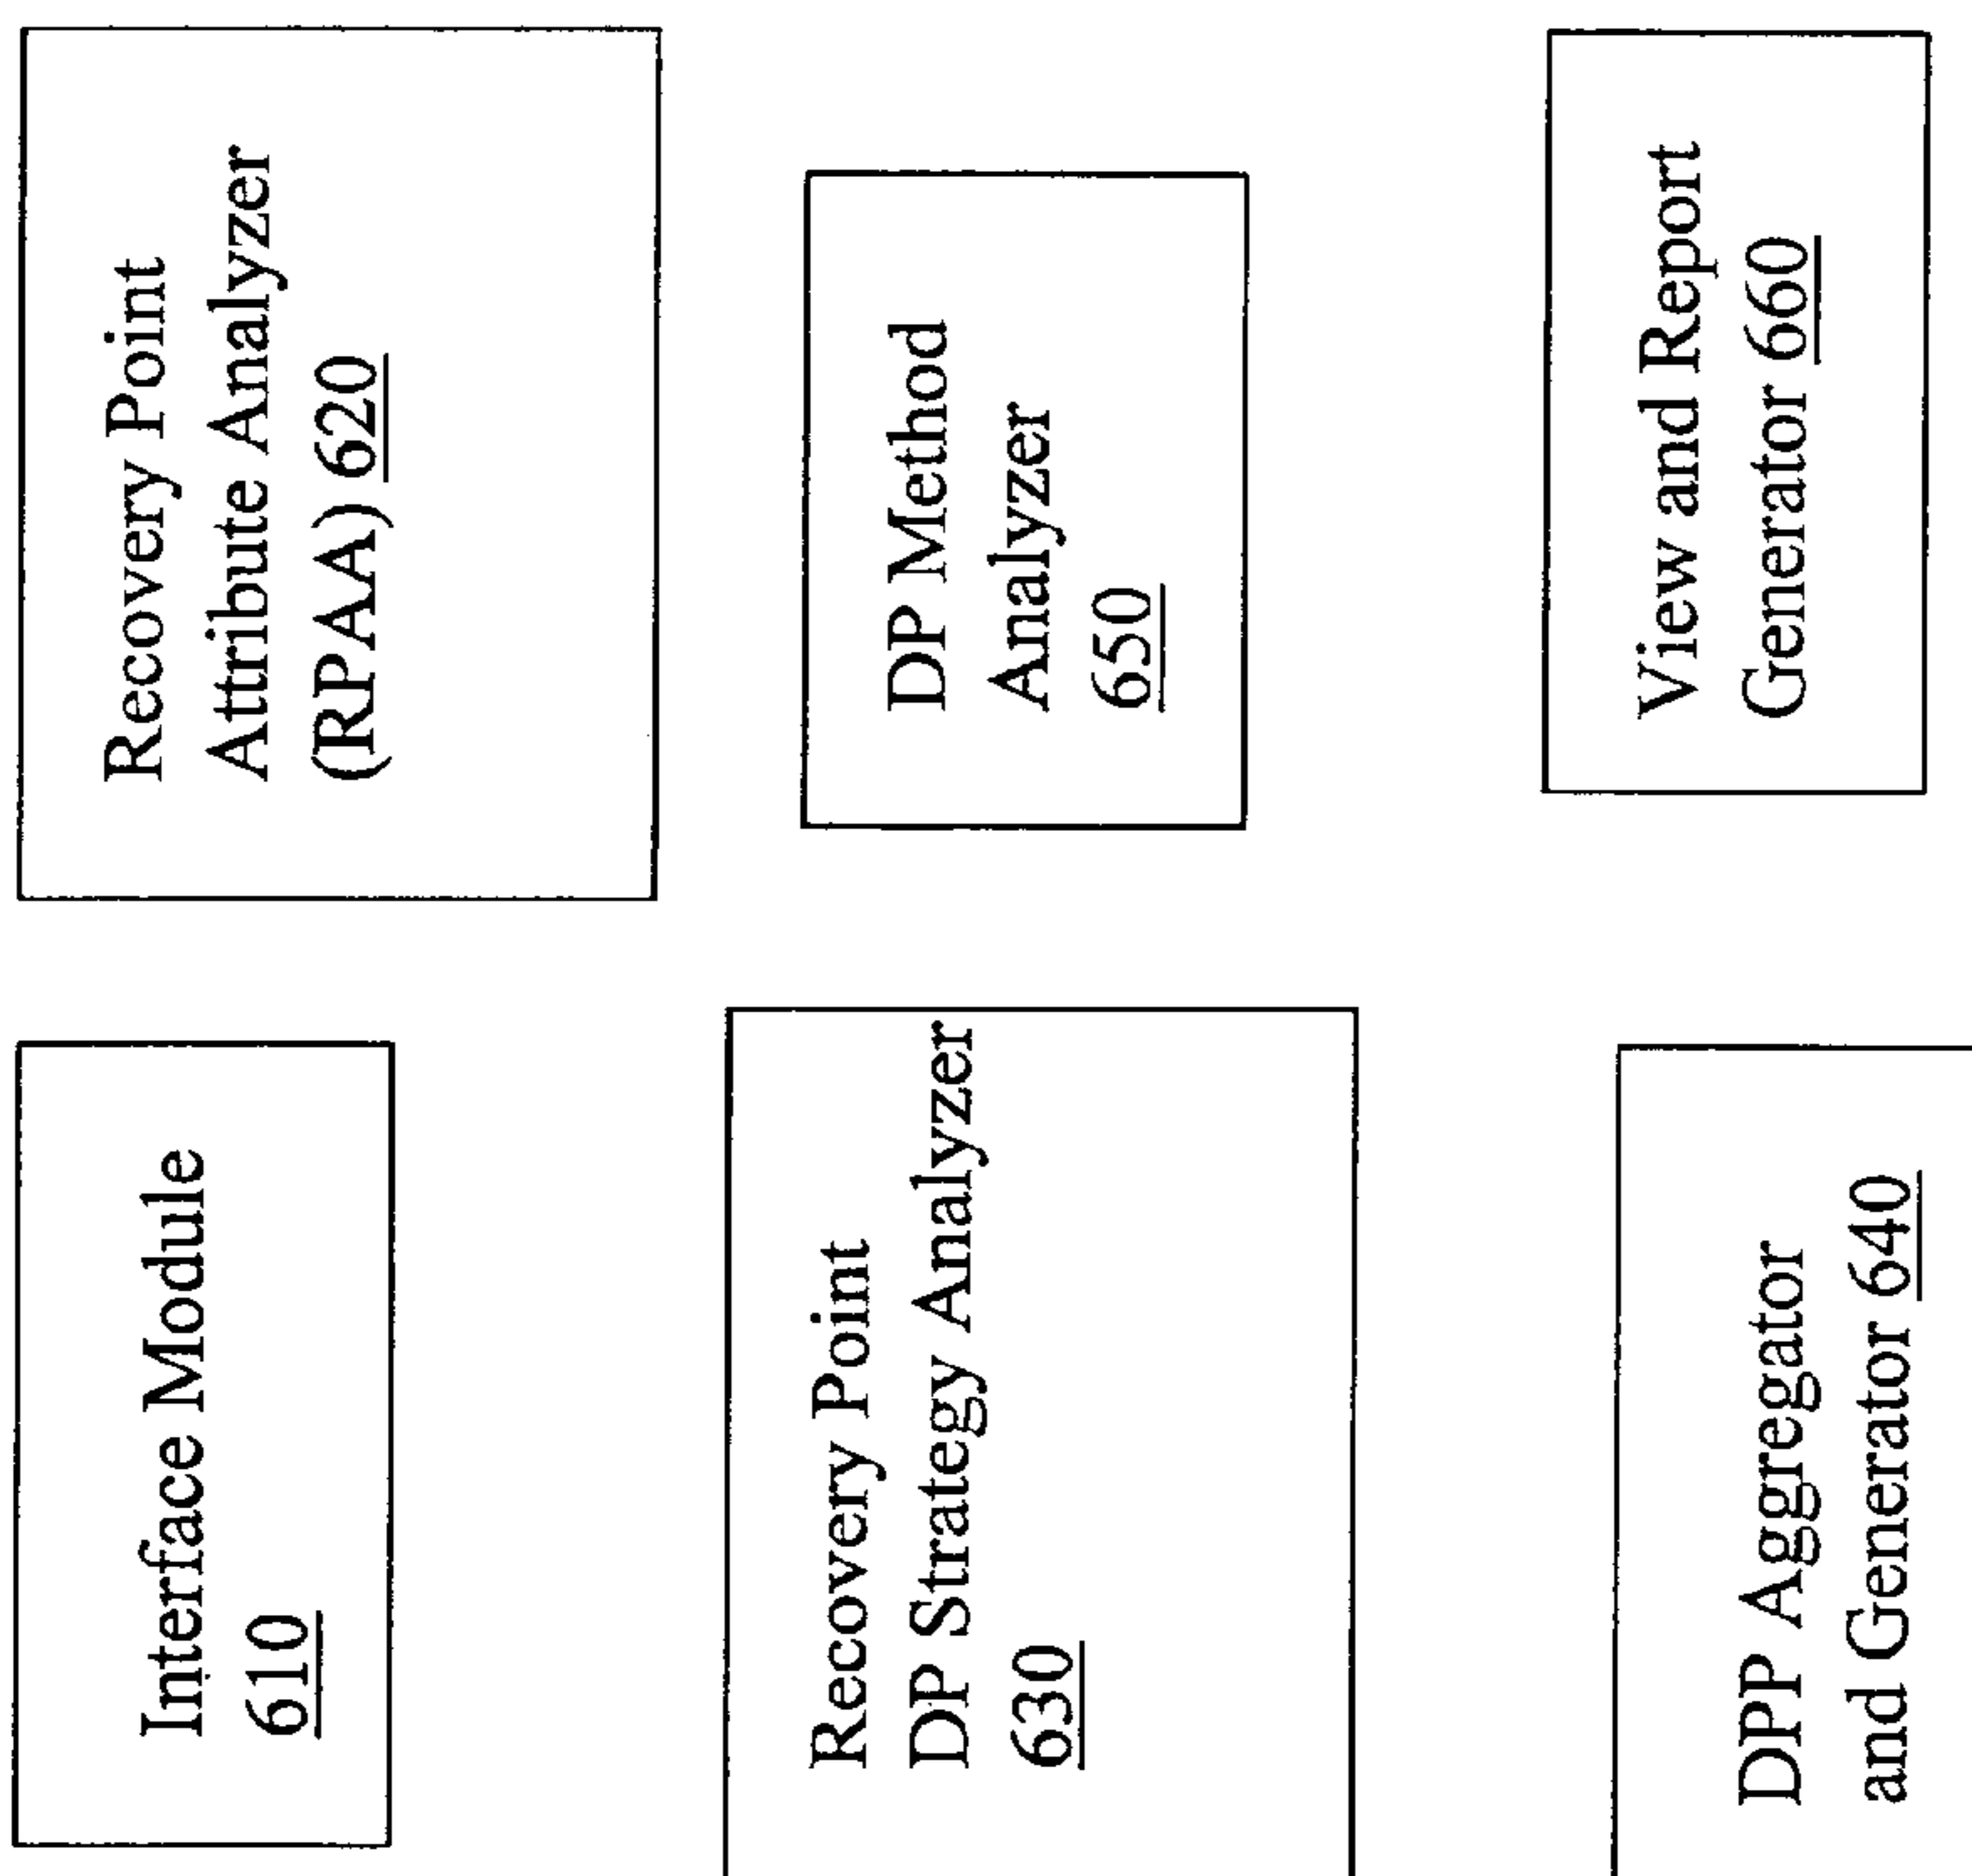 Interface Module
610
Recovery Point
Attribute Analyzer
(RPAA) 620
Recovery Point
DP Strategy Analyzer
630
DP Method
Analyzer
650
DPP Aggregator
and Generator 640
View and Report
Generator 660